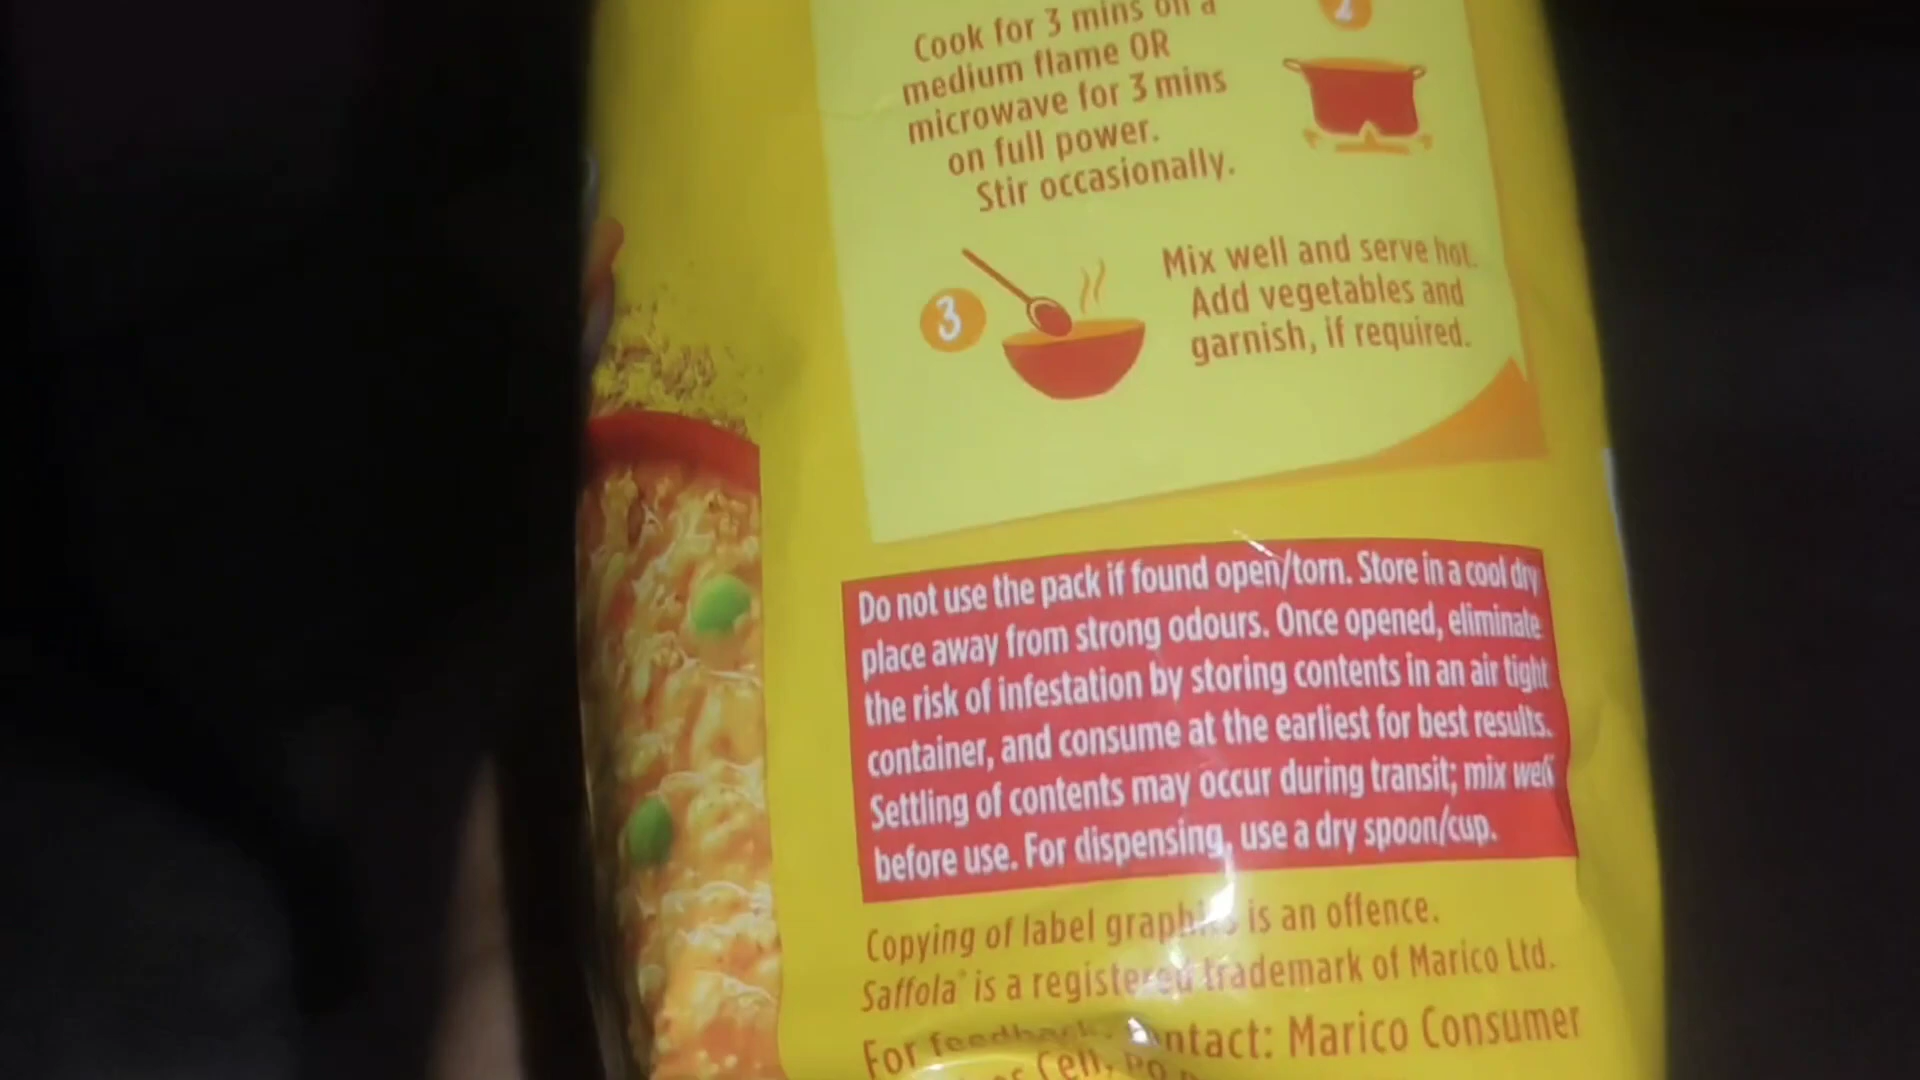 Cook for 3 mins on a
medium flame OR
microwave for 3 mins
on full power.
Stir occasionally.
2
3
Mix well and serve hot.
Add vegetables and
garnish, if required.
Do not use the pack if found open/torn. Store in a cool dry
place away from strong odours. Once opened, eliminate
the risk of infestation by storing contents in an air tight
container, and consume at the earliest for best results.
Settling of contents may occur during transit; mix well
before use. For dispensing, use a dry spoon/cup.
Copying of label graphics is an offence.
Saffola® is a registered trademark of Marico Ltd.
For feedback, contact: Marico Consumer
Cell, PO